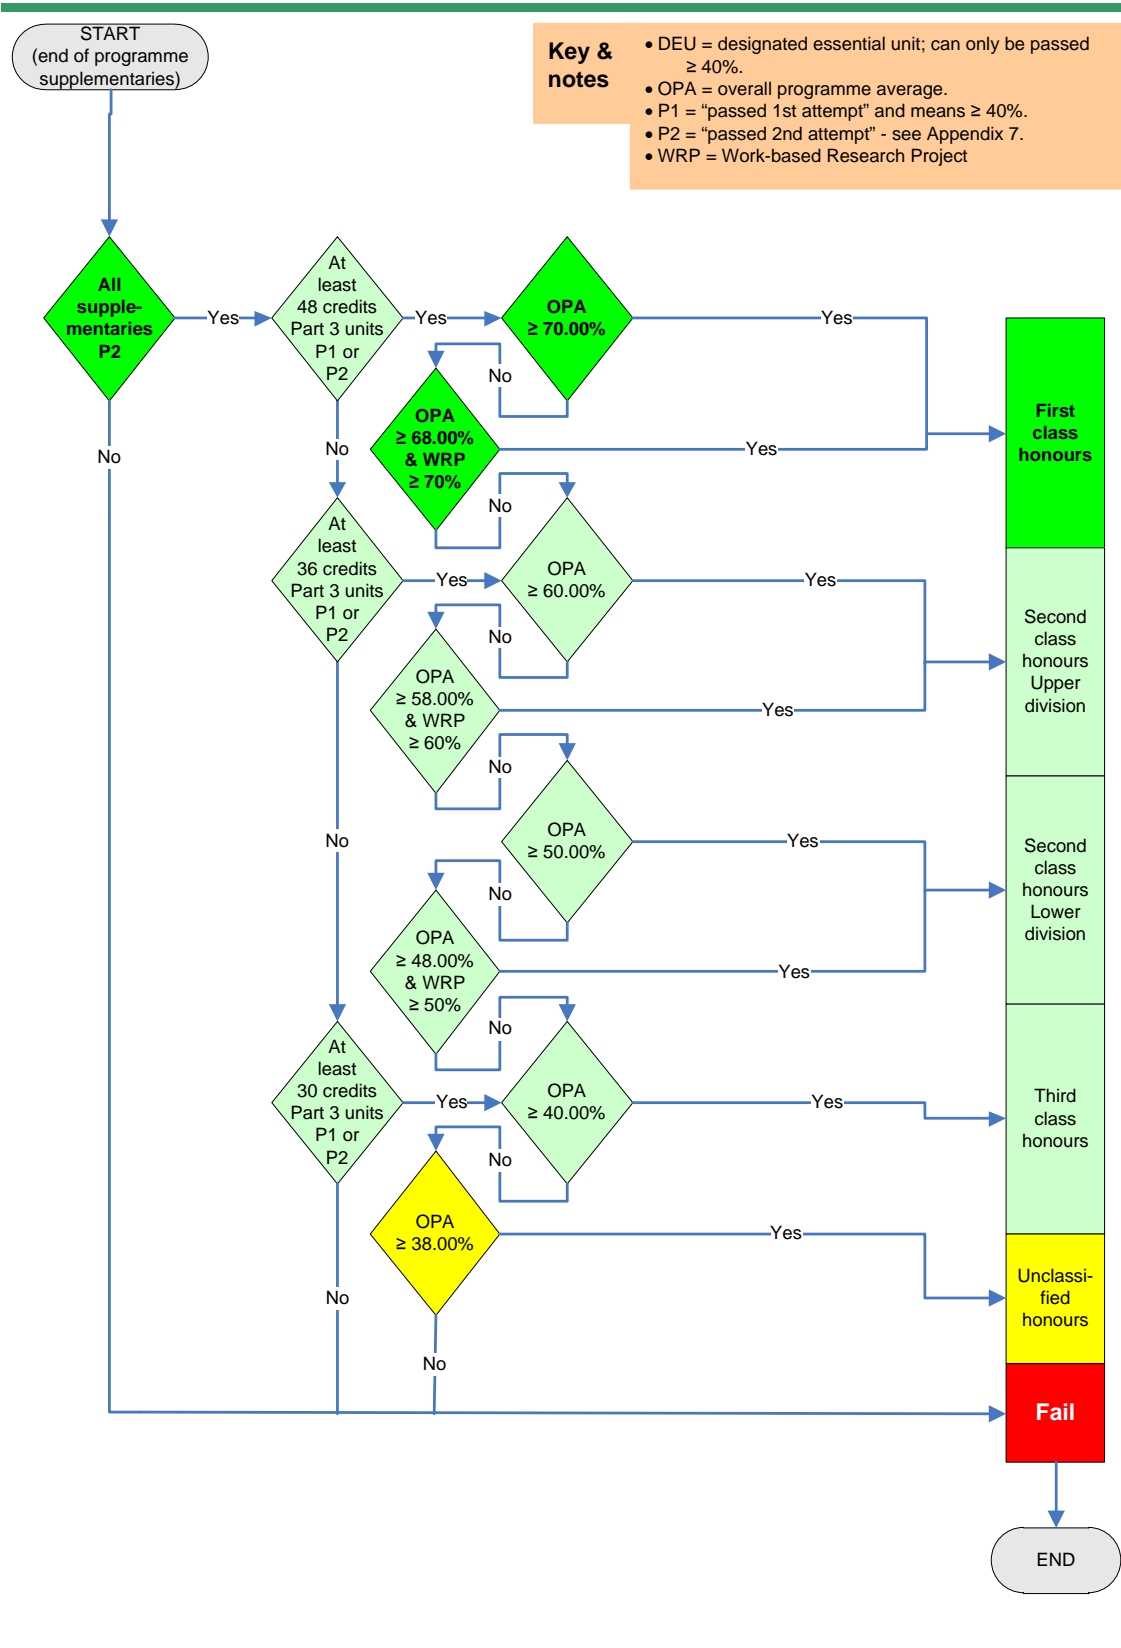 START
(end of programme
supplementaries)
Key &
notes
• DEU = designated essential unit; can only be passed
≥ 40%.
• OPA = overall programme average.
• P1 = “passed 1st attempt” and means ≥ 40%.
• P2 = “passed 2nd attempt” - see Appendix 7.
• WRP = Work-based Research Project
All
supple-
mentaries
P2
Yes
At
least
48 credits
Part 3 units
P1 or
P2
Yes
OPA
≥ 70.00%
Yes
No
OPA
≥ 68.00%
& WRP
≥ 70%
Yes
First
class
honours
No
No
No
At
least
36 credits
Part 3 units
P1 or
P2
Yes
OPA
≥ 60.00%
Yes
No
OPA
≥ 58.00%
& WRP
≥ 60%
Yes
Second
class
honours
Upper
division
No
No
OPA
≥ 50.00%
Yes
No
OPA
≥ 48.00%
& WRP
≥ 50%
Yes
Second
class
honours
Lower
division
No
At
least
30 credits
Part 3 units
P1 or
P2
Yes
OPA
≥ 40.00%
Yes
Third
class
honours
No
OPA
≥ 38.00%
Yes
Unclassi-
fied
honours
No
No
Fail
END